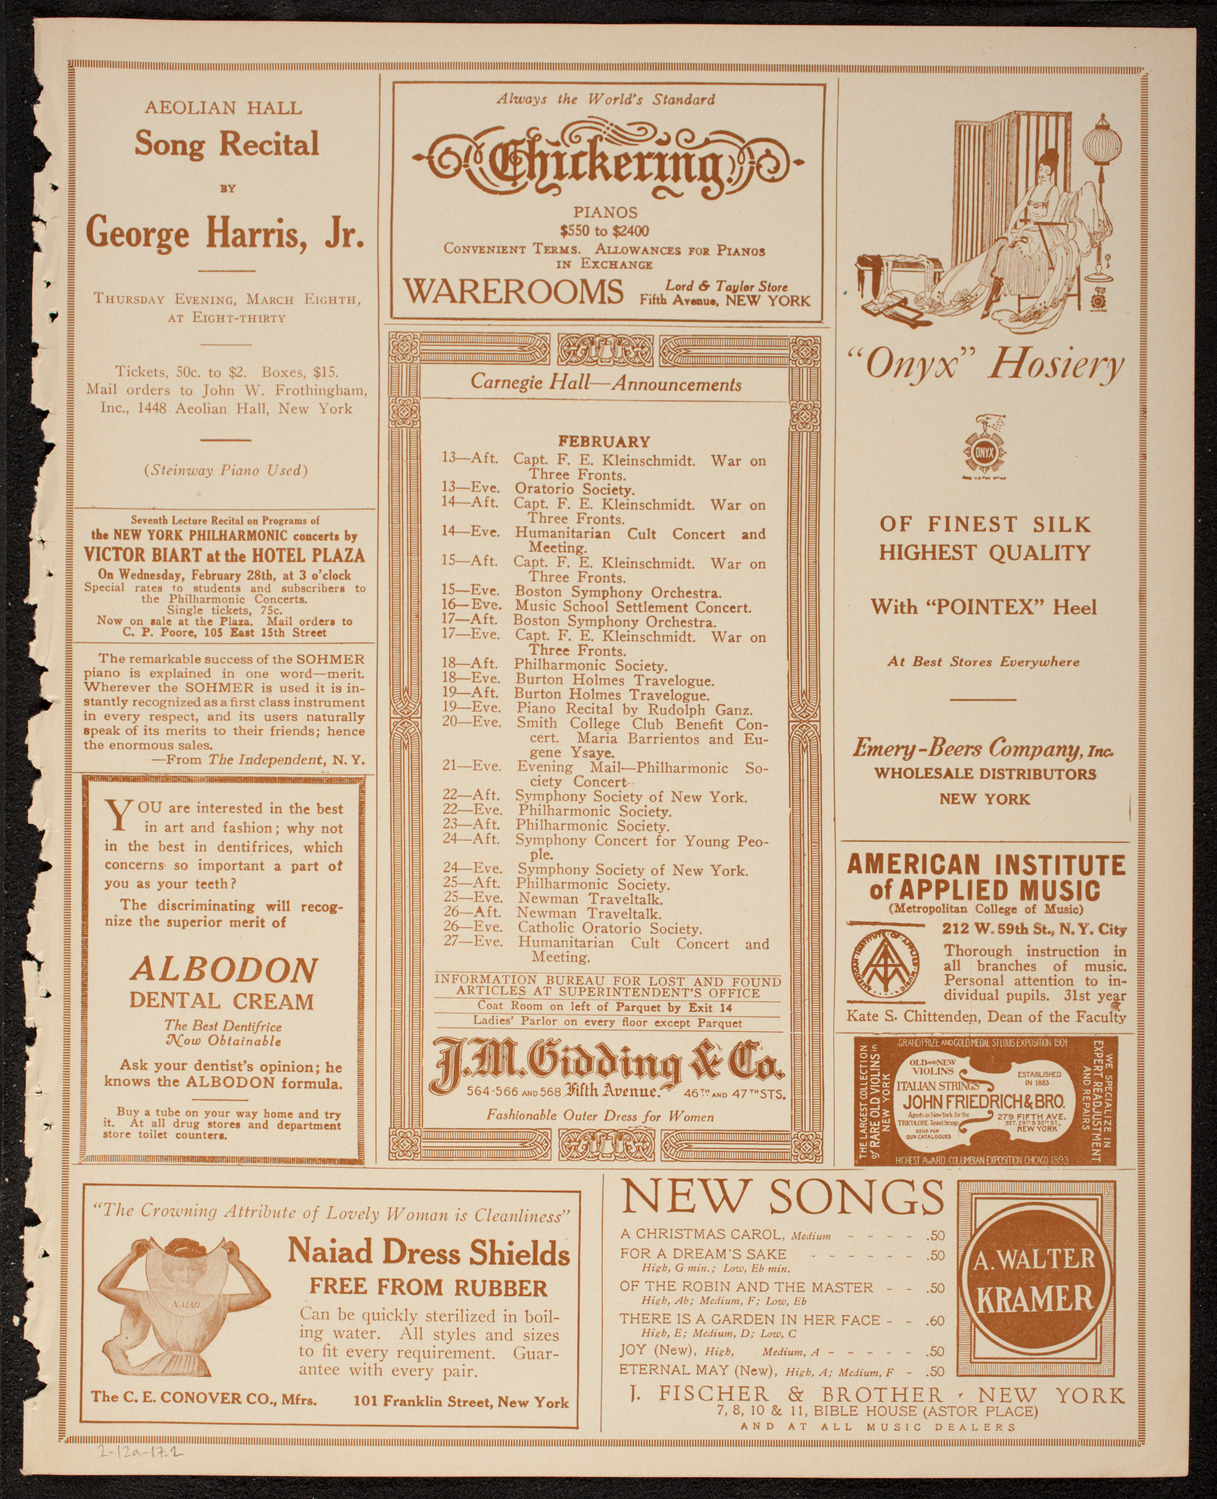 AEOLIAN HALL
Song Recital
BY
George Harris, Jr.
THURSDAY EVENING, MARCH EIGHTH,
AT EIGHT-THIRTY
Tickets, 50c. to $2. Boxes, $15.
Mail orders to John W. Frothingham,
Inc., 1448 Aeolian Hall, New York
(Steinway Piano Used)
Seventh Lecture Recital on Programs of
the NEW YORK PHILHARMONIC concerts by
VICTOR BIART at the HOTEL PLAZA
On Wednesday, February 28th, at 3 o'clock
Special rates to students and subscribers to
the Philharmonic Concerts.
Single tickets, 75c.
Now on sale at the Plaza. Mail orders to
C. P. Poore, 105 East 15th Street
The remarkable success of the SOHMER
piano is explained in one word—merit.
Wherever the SOHMER is used it is in-
stantly recognized as a first class instrument
in every respect, and its users naturally
speak of its merits to their friends; hence
the enormous sales.
—From The Independent, N. Y.
YOU are interested in the best
in art and fashion; why not
in the best in dentifrices, which
concerns so important a part of
you as your teeth?
The discriminating will recog-
nize the superior merit of
ALBODON
DENTAL CREAM
The Best Dentifrice
Now Obtainable
Ask your dentist's opinion; he
knows the ALBODON formula.
Buy a tube on your way home and try
it. At all drug stores and department
store toilet counters.
Always the World's Standard
Chickering
PIANOS
$550 to $2400
CONVENIENT TERMS. ALLOWANCES FOR PIANOS
IN EXCHANGE
WAREROOMS Lord & Taylor Store
Fifth Avenue, NEW YORK
Carnegie Hall—Announcements
FEBRUARY
13—Aft. Capt. F. E. Kleinschmidt. War on
Three Fronts.
13—Eve. Oratorio Society.
14—Aft. Capt. F. E. Kleinschmidt. War on
Three Fronts.
14—Eve. Humanitarian Cult Concert and
Meeting.
15—Aft. Capt. F. E. Kleinschmidt. War on
Three Fronts.
15—Eve. Boston Symphony Orchestra.
16—Eve. Music School Settlement Concert.
17—Aft. Boston Symphony Orchestra.
17—Eve. Capt. F. E. Kleinschmidt. War on
Three Fronts.
18—Aft. Philharmonic Society.
18—Eve. Burton Holmes Travelogue.
19—Aft. Burton Holmes Travelogue.
19—Eve. Piano Recital by Rudolph Ganz.
20—Eve. Smith College Club Benefit Con-
cert. Maria Barrientos and Eu-
gene Ysaye.
21—Eve. Evening Mail—Philharmonic So-
ciety Concert
22—Aft. Symphony Society of New York.
22—Eve. Philharmonic Society.
23—Aft. Philharmonic Society.
24—Aft. Symphony Concert for Young Peo-
ple.
24—Eve. Symphony Society of New York.
25—Aft. Philharmonic Society.
25—Eve. Newman Traveltalk.
26—Aft. Newman Traveltalk.
26—Eve. Catholic Oratorio Society.
27—Eve. Humanitarian Cult Concert and
Meeting.
INFORMATION BUREAU FOR LOST AND FOUND
ARTICLES AT SUPERINTENDENT'S OFFICE
Coat Room on left of Parquet by Exit 14
Ladies' Parlor on every floor except Parquet
J.M. Gidding & Co.
564-566 AND 568 Fifth Avenue. 46TH AND 47TH STS.
Fashionable Outer Dress for Women
"Onyx" Hosiery
ONYX
OF FINEST SILK
HIGHEST QUALITY
With "POINTEX" Heel
At Best Stores Everywhere
Emery-Beers Company, Inc.
WHOLESALE DISTRIBUTORS
NEW YORK
AMERICAN INSTITUTE
of APPLIED MUSIC
(Metropolitan College of Music)
212 W. 59th St., N. Y. City
Thorough instruction in
all branches of music.
Personal attention to in-
dividual pupils. 31st year
Kate S. Chittenden, Dean of the Faculty
GRAND PRIZE AND GOLD MEDAL ST. LOUIS EXPOSITION 1904
THE LARGEST COLLECTION
of RARE OLD VIOLINS in
NEW YORK
OLD AND NEW
VIOLINS
ITALIAN STRINGS
ESTABLISHED
IN 1883
JOHN FRIEDRICH & BRO.
Agents in New York for the
TRICOLORE Tested Strings
SEND FOR
OUR CATALOGUES
279 FIFTH AVE.
BET. 29TH & 30TH ST.,
NEW YORK
WE SPECIALIZE IN
EXPERT READJUSTMENT
AND REPAIRS
HIGHEST AWARD COLUMBIAN EXPOSITION CHICAGO 1893
"The Crowning Attribute of Lovely Woman is Cleanliness"
NAIAD
Naiad Dress Shields
FREE FROM RUBBER
Can be quickly sterilized in boil-
ing water. All styles and sizes
to fit every requirement. Guar-
antee with every pair.
The C. E. CONOVER CO., Mfrs. 101 Franklin Street, New York
NEW SONGS
A CHRISTMAS CAROL, Medium - - - - .50
FOR A DREAM'S SAKE - - - - - - .50
High, G min.; Low, Eb min.
OF THE ROBIN AND THE MASTER - - .50
High, Ab; Medium, F; Low, Eb
THERE IS A GARDEN IN HER FACE - - .60
High, E; Medium, D; Low, C
JOY (New), High, Medium, A - - - - - .50
ETERNAL MAY (New), High, A; Medium, F - .50
A. WALTER
KRAMER
J. FISCHER & BROTHER, NEW YORK
7, 8, 10 & 11, BIBLE HOUSE (ASTOR PLACE)
AND AT ALL MUSIC DEALERS
2-12a-17.2